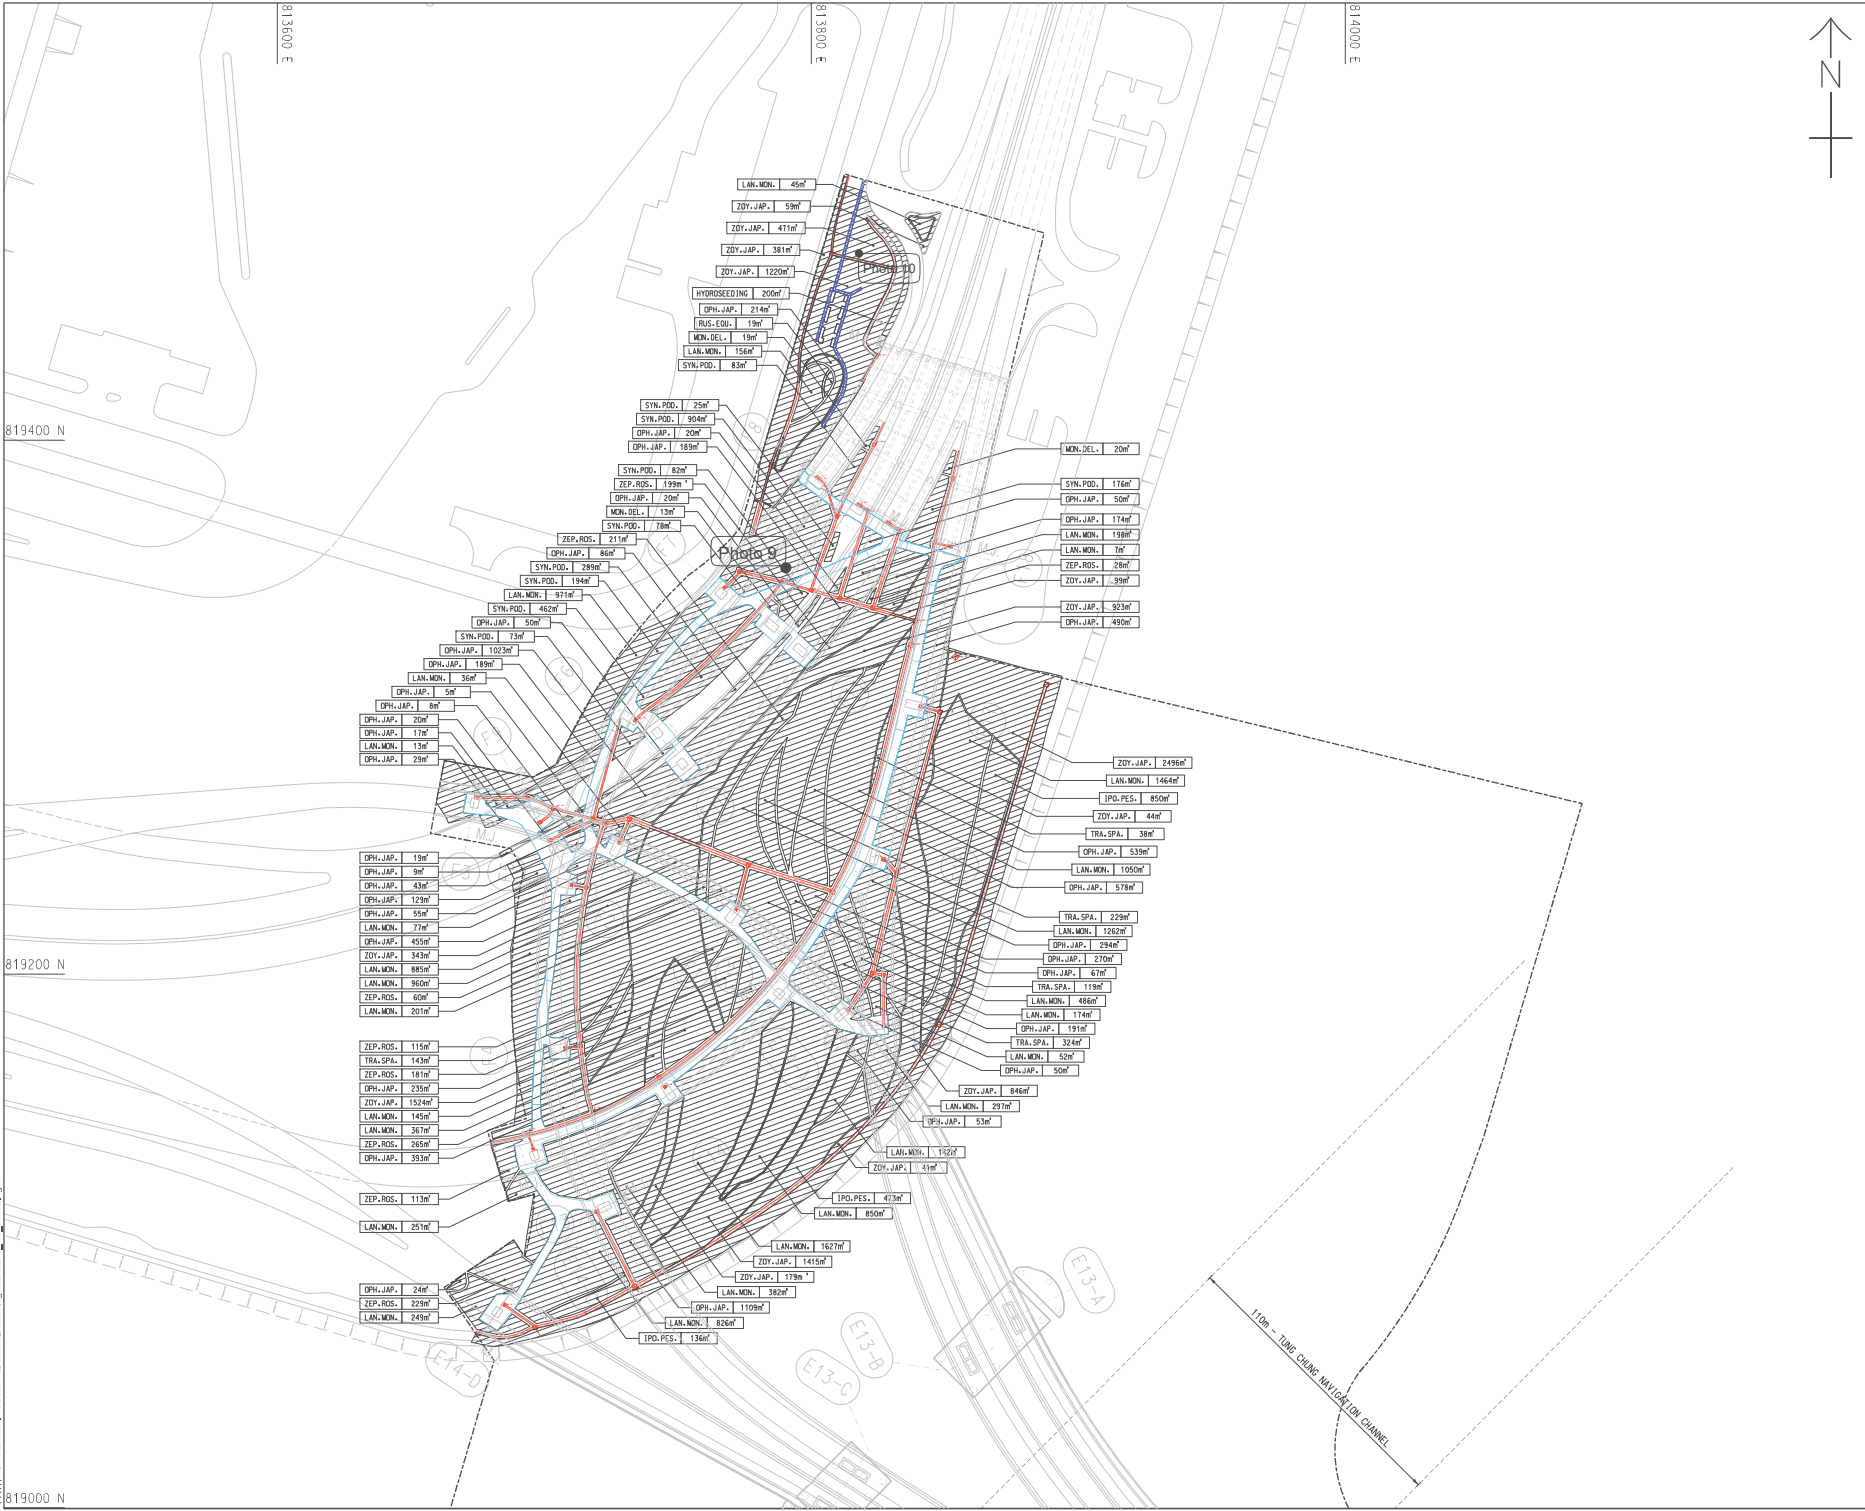 813600 E
813800 E
814000 E
N
LAN.MON. 45m²
ZOY.JAP. 59m²
ZOY.JAP. 471m²
ZOY.JAP. 381m²
ZOY.JAP. 1220m²
HYDROSEEDING 200m²
OPH.JAP. 214m²
RUS.EQU. 19m²
MON.DEL. 19m²
LAN.MON. 156m²
SYN.POD. 83m²
Photo 10
819400 N
SYN.POD. 25m²
SYN.POD. 904m²
OPH.JAP. 20m²
OPH.JAP. 189m²
SYN.POD. 82m²
ZEP.ROS. 199m²
OPH.JAP. 20m²
MON.DEL. 13m²
SYN.POD. 78m²
ZEP.ROS. 211m²
OPH.JAP. 86m²
SYN.POD. 289m²
SYN.POD. 194m²
LAN.MON. 971m²
SYN.POD. 462m²
OPH.JAP. 50m²
SYN.POD. 73m²
OPH.JAP. 1023m²
OPH.JAP. 189m²
LAN.MON. 36m²
OPH.JAP. 5m²
OPH.JAP. 8m²
OPH.JAP. 20m²
OPH.JAP. 17m²
LAN.MON. 13m²
OPH.JAP. 29m²
Photo 9
F7
F6
F9
M.J.
M.J.
MON.DEL. 20m²
SYN.POD. 176m²
OPH.JAP. 50m²
OPH.JAP. 174m²
LAN.MON. 198m²
LAN.MON. 7m²
ZEP.ROS. 28m²
ZOY.JAP. 99m²
ZOY.JAP. 923m²
OPH.JAP. 490m²
ZOY.JAP. 2496m²
LAN.MON. 1464m²
IPO.PES. 850m²
ZOY.JAP. 44m²
TRA.SPA. 38m²
OPH.JAP. 539m²
LAN.MON. 1050m²
OPH.JAP. 578m²
TRA.SPA. 229m²
LAN.MON. 1262m²
OPH.JAP. 294m²
OPH.JAP. 270m²
OPH.JAP. 67m²
TRA.SPA. 119m²
LAN.MON. 486m²
LAN.MON. 174m²
OPH.JAP. 191m²
TRA.SPA. 324m²
LAN.MON. 52m²
OPH.JAP. 50m²
ZOY.JAP. 846m²
LAN.MON. 297m²
OPH.JAP. 53m²
OPH.JAP. 19m²
OPH.JAP. 9m²
OPH.JAP. 43m²
OPH.JAP. 129m²
OPH.JAP. 55m²
LAN.MON. 77m²
OPH.JAP. 455m²
ZOY.JAP. 343m²
LAN.MON. 885m²
LAN.MON. 960m²
ZEP.ROS. 60m²
LAN.MON. 201m²
819200 N
ZEP.ROS. 115m²
TRA.SPA. 143m²
ZEP.ROS. 181m²
OPH.JAP. 235m²
ZOY.JAP. 1524m²
LAN.MON. 145m²
LAN.MON. 367m²
ZEP.ROS. 265m²
OPH.JAP. 393m²
ZEP.ROS. 113m²
LAN.MON. 251m²
OPH.JAP. 24m²
ZEP.ROS. 229m²
LAN.MON. 249m²
LAN.MON.
ZOY.JAP.
IPO.PES. 473m²
LAN.MON. 850m²
LAN.MON. 1627m²
ZOY.JAP. 1415m²
ZOY.JAP. 179m²
LAN.MON. 382m²
OPH.JAP. 1109m²
LAN.MON. 826m²
IPO.PES. 136m²
E13-A
E13-B
E13-C
E14-D
110m - TUNG CHUNG NAVIGATION CHANNEL
819000 N